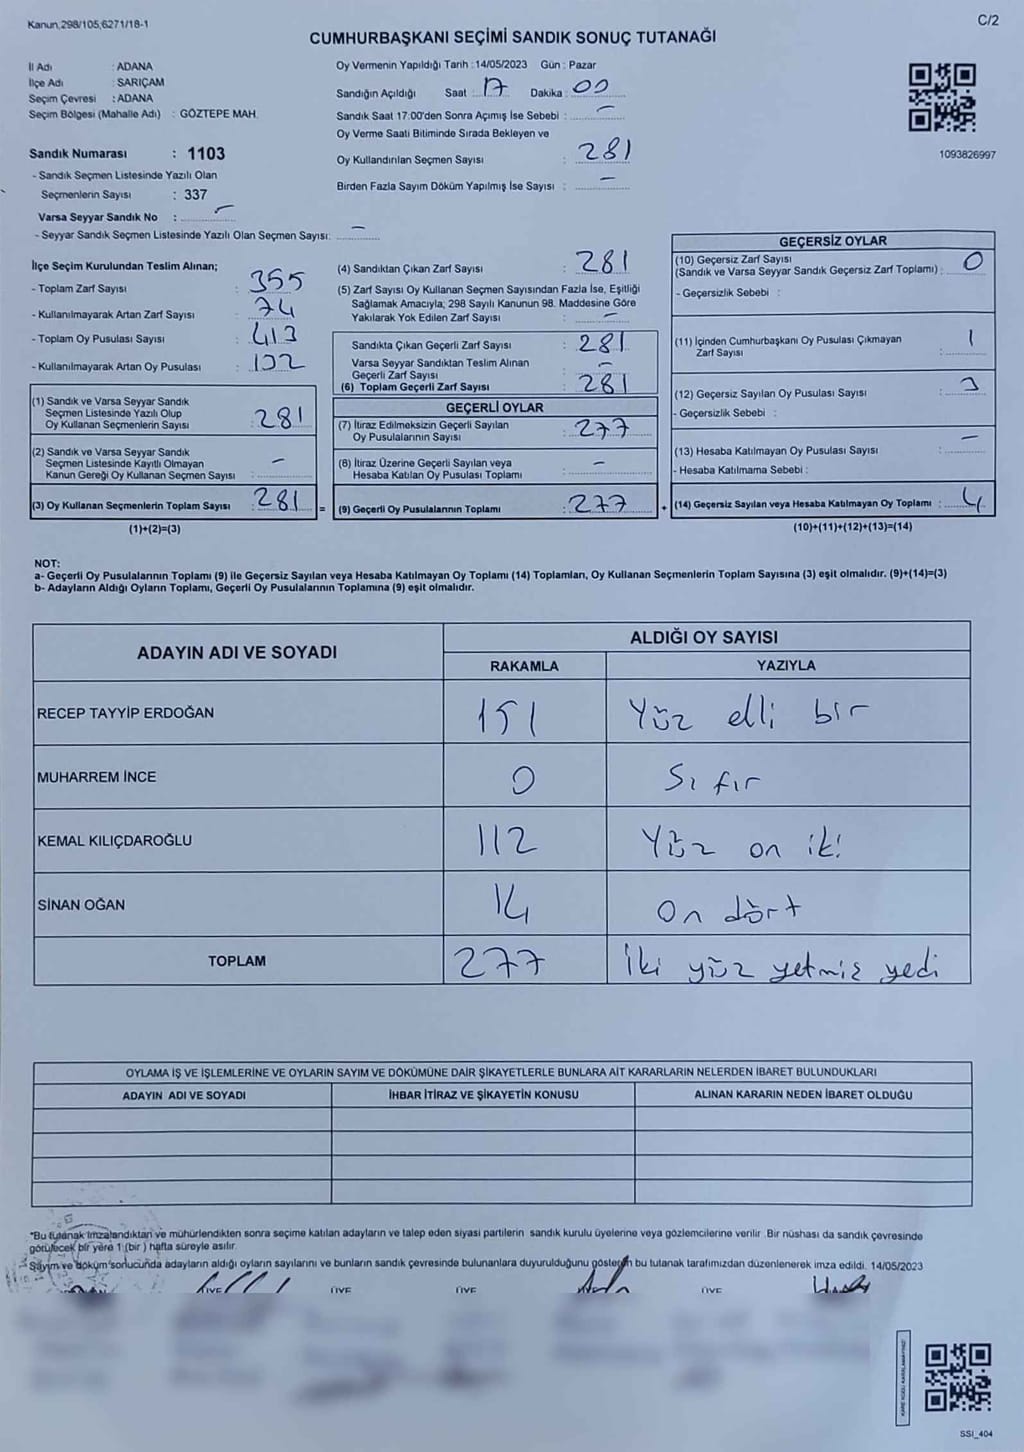 Kanun,298/105,6271/18-1
C/2
CUMHURBAŞKANI SEÇİMİ SANDIK SONUÇ TUTANAĞI
İl Adı : ADANA
İlçe Adı : SARIÇAM
Seçim Çevresi : ADANA
Seçim Bölgesi (Mahalle Adı) : GÖZTEPE MAH.
Sandık Numarası : 1103
- Sandık Seçmen Listesinde Yazılı Olan
Seçmenlerin Sayısı : 337
Varsa Seyyar Sandık No : -
- Seyyar Sandık Seçmen Listesinde Yazılı Olan Seçmen Sayısı: -
Oy Vermenin Yapıldığı Tarih :14/05/2023 Gün : Pazar
Sandığın Açıldığı Saat : 17 Dakika : 00
Sandık Saat 17:00'den Sonra Açımış İse Sebebi : -
Oy Verme Saati Bitiminde Sırada Bekleyen ve
Oy Kullandırılan Seçmen Sayısı : 281
Birden Fazla Sayım Döküm Yapılmış İse Sayısı : -
1093826997
İlçe Seçim Kurulundan Teslim Alınan;
- Toplam Zarf Sayısı : 355
- Kullanılmayarak Artan Zarf Sayısı : 74
- Toplam Oy Pusulası Sayısı : 413
- Kullanılmayarak Artan Oy Pusulası : 132
(1) Sandık ve Varsa Seyyar Sandık
Seçmen Listesinde Yazılı Olup
Oy Kullanan Seçmenlerin Sayısı : 281
(2) Sandık ve Varsa Seyyar Sandık
Seçmen Listesinde Kayıtlı Olmayan
Kanun Gereği Oy Kullanan Seçmen Sayısı : -
(3) Oy Kullanan Seçmenlerin Toplam Sayısı : 281
(1)+(2)=(3)
=
(4) Sandıktan Çıkan Zarf Sayısı : 281
(5) Zarf Sayısı Oy Kullanan Seçmen Sayısından Fazla İse, Eşitliği
Sağlamak Amacıyla; 298 Sayılı Kanunun 98. Maddesine Göre
Yakılarak Yok Edilen Zarf Sayısı : -
Sandıkta Çıkan Geçerli Zarf Sayısı : 281
Varsa Seyyar Sandıktan Teslim Alınan
Geçerli Zarf Sayısı : -
(6) Toplam Geçerli Zarf Sayısı : 281
GEÇERLİ OYLAR
(7) İtiraz Edilmeksizin Geçerli Sayılan
Oy Pusulalarının Sayısı : 277
(8) İtiraz Üzerine Geçerli Sayılan veya
Hesaba Katılan Oy Pusulası Toplamı : -
(9) Geçerli Oy Pusulalarının Toplamı : 277
+
GEÇERSİZ OYLAR
(10) Geçersiz Zarf Sayısı
(Sandık ve Varsa Seyyar Sandık Geçersiz Zarf Toplamı) : 0
- Geçersizlik Sebebi :
(11) İçinden Cumhurbaşkanı Oy Pusulası Çıkmayan
Zarf Sayısı : 1
(12) Geçersiz Sayılan Oy Pusulası Sayısı : 3
- Geçersizlik Sebebi :
(13) Hesaba Katılmayan Oy Pusulası Sayısı : -
- Hesaba Katılmama Sebebi :
(14) Geçersiz Sayılan veya Hesaba Katılmayan Oy Toplamı : 4
(10)+(11)+(12)+(13)=(14)
NOT:
a- Geçerli Oy Pusulalarının Toplamı (9) ile Geçersiz Sayılan veya Hesaba Katılmayan Oy Toplamı (14) Toplamları, Oy Kullanan Seçmenlerin Toplam Sayısına (3) eşit olmalıdır. (9)+(14)=(3)
b- Adayların Aldığı Oyların Toplamı, Geçerli Oy Pusulalarının Toplamına (9) eşit olmalıdır.
ADAYIN ADI VE SOYADI ALDIĞI OY SAYISI
RAKAMLA YAZIYLA
RECEP TAYYİP ERDOĞAN 151 Yüz elli bir
MUHARREM İNCE 0 Sıfır
KEMAL KILIÇDAROĞLU 112 Yüz on iki
SİNAN OĞAN 14 On dört
TOPLAM 277 İki yüz yetmiş yedi
OYLAMA İŞ VE İŞLEMLERİNE VE OYLARIN SAYIM VE DÖKÜMÜNE DAİR ŞİKAYETLERLE BUNLARA AİT KARARLARIN NELERDEN İBARET BULUNDUKLARI
ADAYIN ADI VE SOYADI İHBAR İTİRAZ VE ŞİKAYETİN KONUSU ALINAN KARARIN NEDEN İBARET OLDUĞU
*Bu tutanak imzalandıktan ve mühürlendikten sonra seçime katılan adayların ve talep eden siyasi partilerin sandık kurulu üyelerine veya gözlemcilerine verilir .Bir nüshası da sandık çevresinde
görülecek bir yere 1 (bir ) hafta süreyle asılır.
Sayım ve döküm sonucunda adayların aldığı oyların sayılarını ve bunların sandık çevresinde bulunanlara duyurulduğunu gösteren bu tutanak tarafımızdan düzenlenerek imza edildi. 14/05/2023
ÜYE ÜYE ÜYE ÜYE
KARE KODU KARALAMAYINIZ!
SSI_404